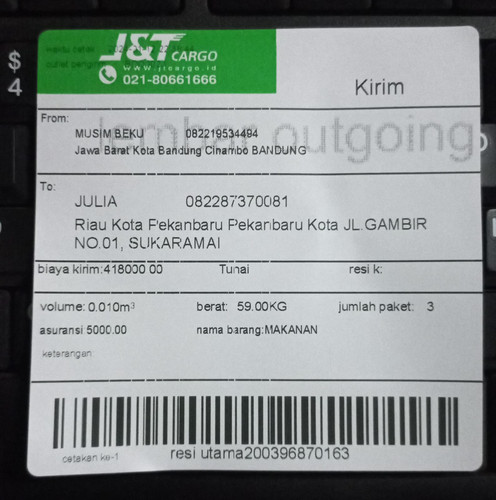 J&T CARGO
www.jtcargo.id
021-80661666
Kirim
lembar outgoing
From:
MUSIM BEKU 082219534494
Jawa Barat Kota Bandung Cinambo BANDUNG
To:
JULIA 082287370081
Riau Kota Pekanbaru Pekanbaru Kota JL.GAMBIR
NO.01, SUKARAMAI
biaya kirim:418000.00 Tunai resi k:
volume: 0.010m³ berat: 59.00KG jumlah paket: 3
asuransi 5000.00 nama barang:MAKANAN
keterangan:
cetakan ke-1 resi utama200396870163
$
4